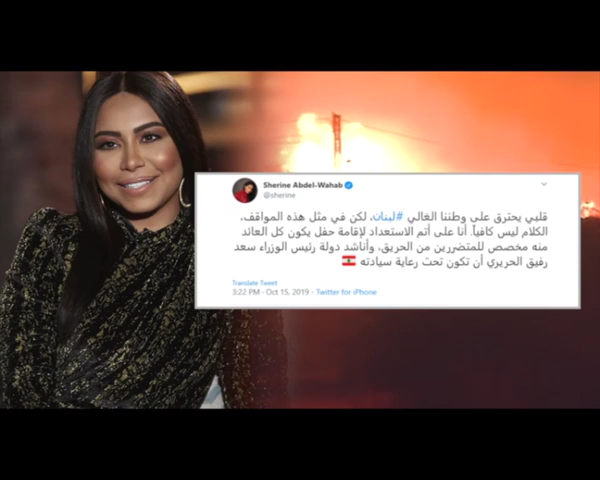 Sherine Abdel-Wahab
@sherine
قلبي يحترق على وطننا الغالي #لبنان، لكن في مثل هذه المواقف،
الكلام ليس كافياً. أنا على أتم الاستعداد لإقامة حفل يكون كل العائد
منه مخصص للمتضررين من الحريق، وأناشد دولة رئيس الوزراء سعد
رفيق الحريري أن تكون تحت رعاية سيادته 🇱🇧
Translate Tweet
3:22 PM · Oct 15, 2019 · Twitter for iPhone